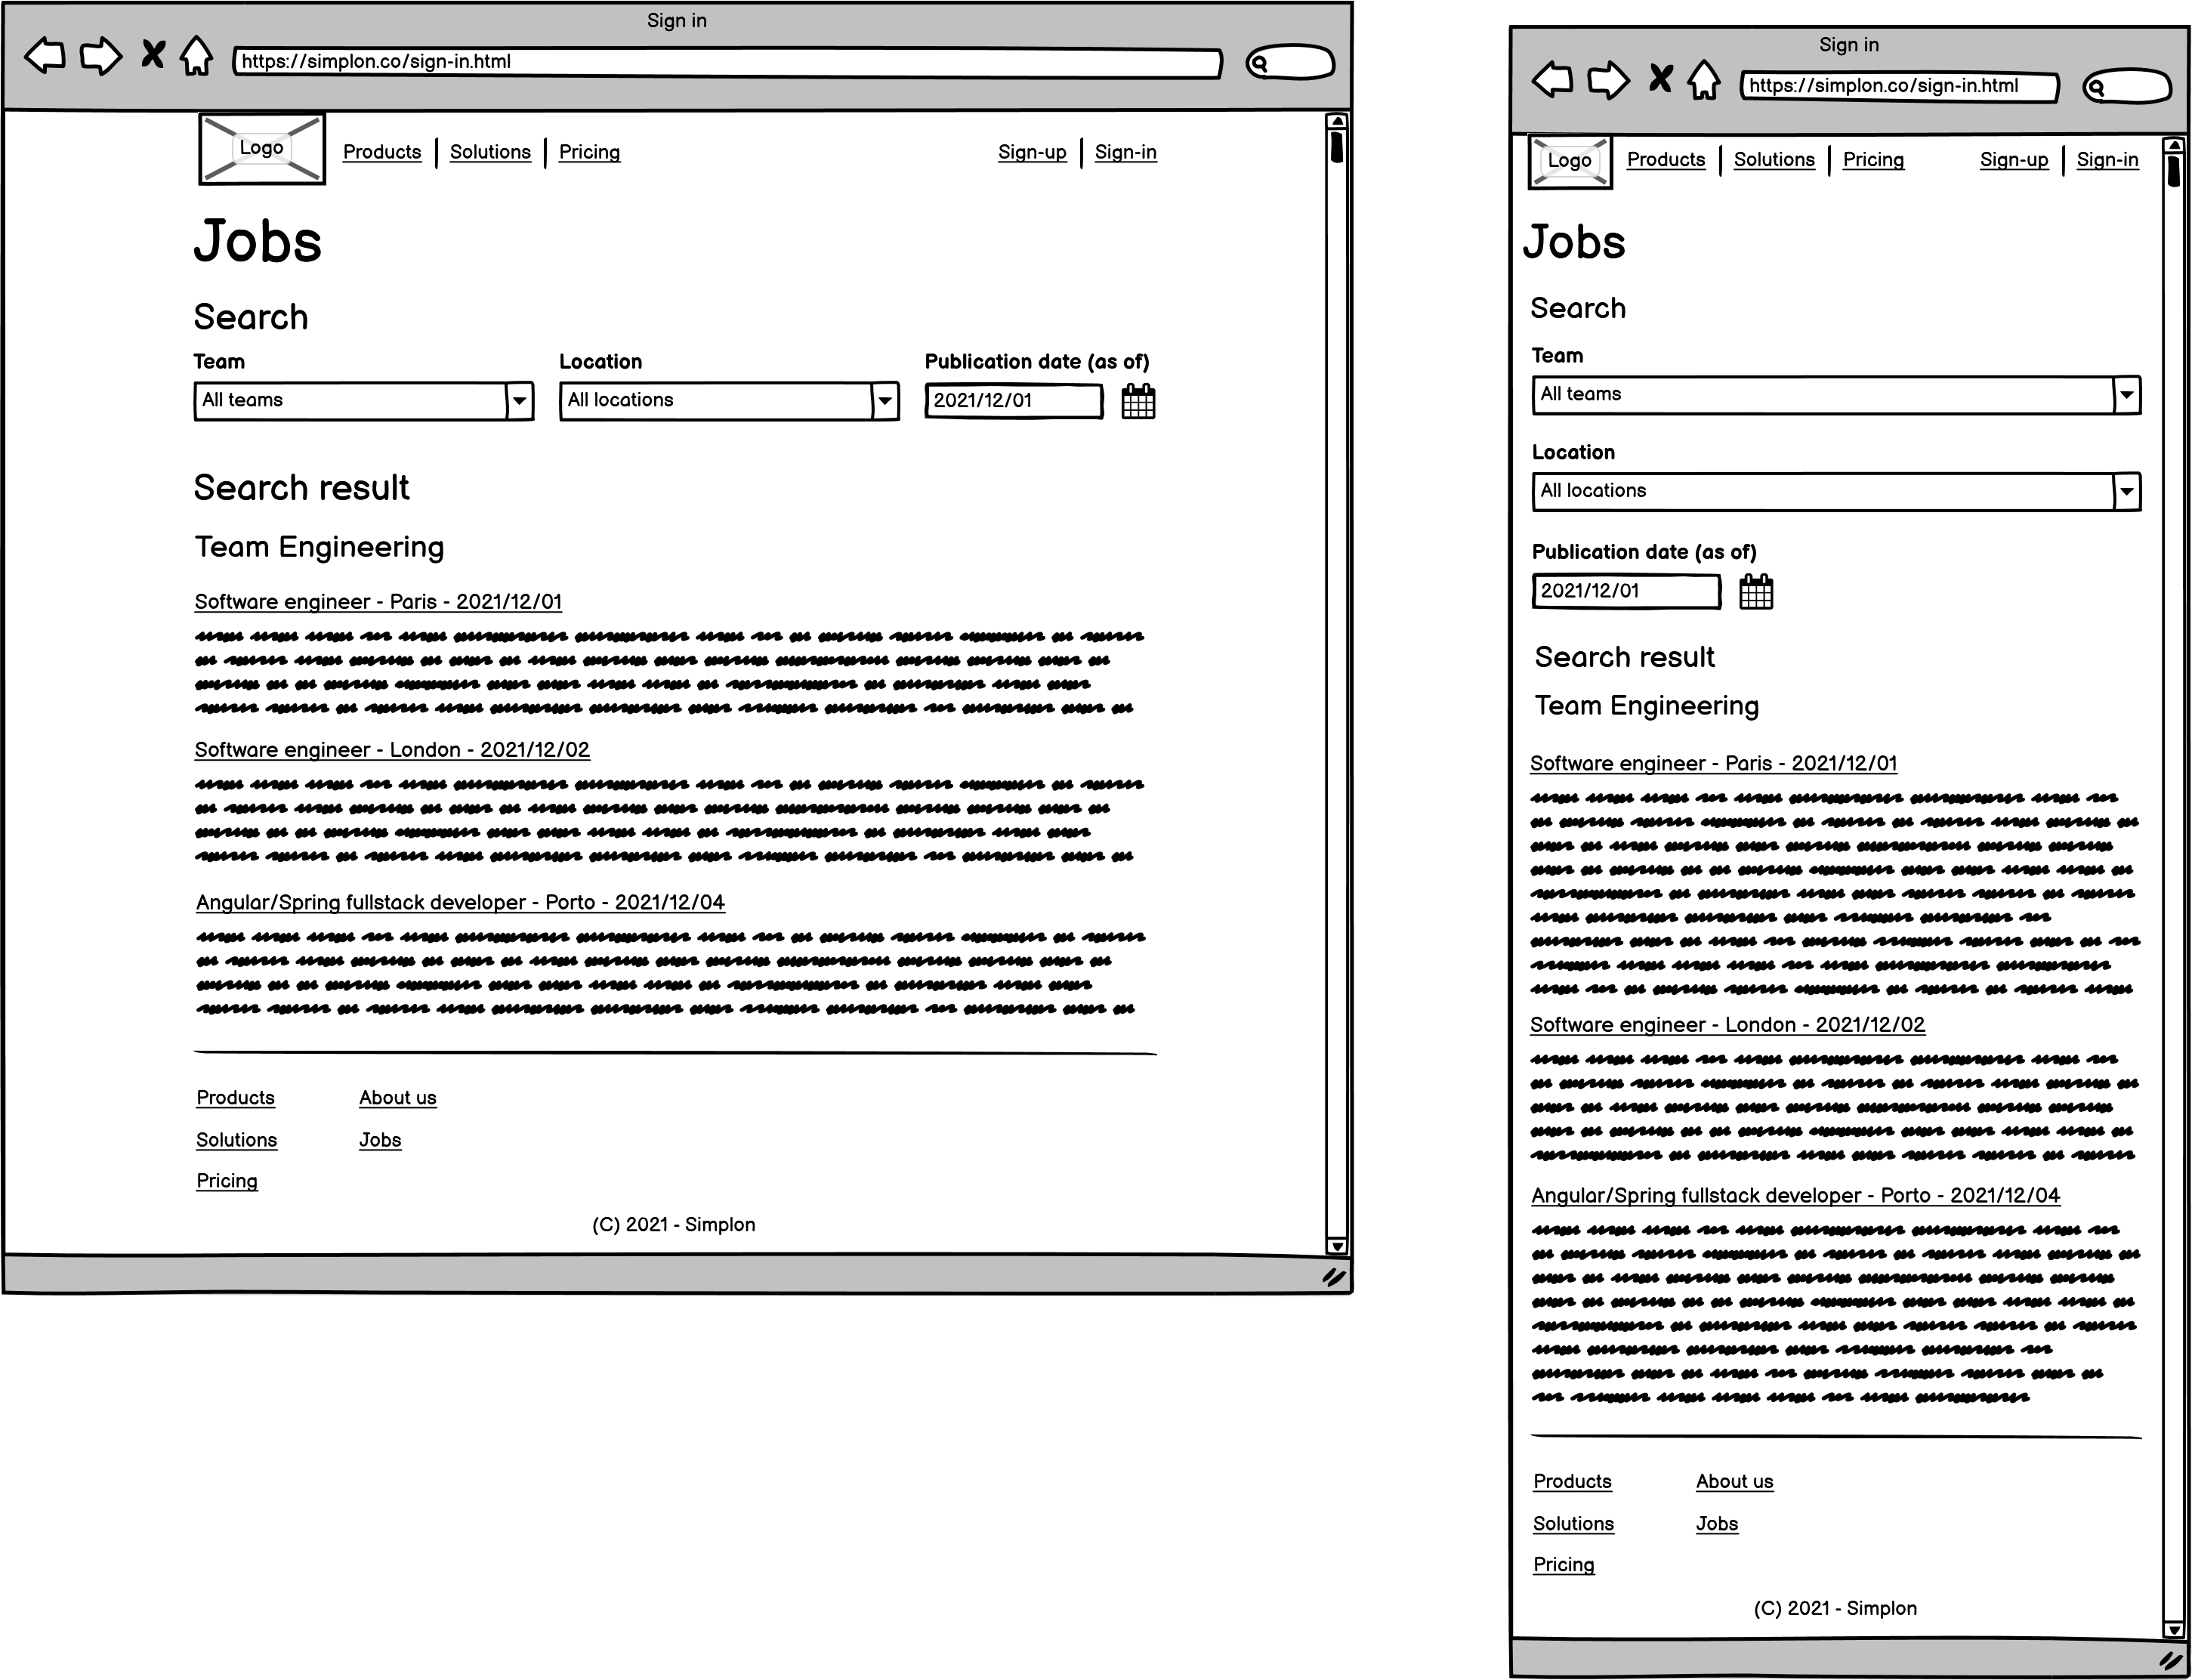 Sign in
https://simplon.co/sign-in.html
Logo
Products Solutions Pricing Sign-up Sign-in
Jobs
Search
Team Location Publication date (as of)
All teams All locations 2021/12/01
Search result
Team Engineering
Software engineer - Paris - 2021/12/01
Software engineer - London - 2021/12/02
Angular/Spring fullstack developer - Porto - 2021/12/04
Products About us
Solutions Jobs
Pricing
(C) 2021 - Simplon
Sign in
https://simplon.co/sign-in.html
Logo
Products Solutions Pricing Sign-up Sign-in
Jobs
Search
Team
All teams
Location
All locations
Publication date (as of)
2021/12/01
Search result
Team Engineering
Software engineer - Paris - 2021/12/01
Software engineer - London - 2021/12/02
Angular/Spring fullstack developer - Porto - 2021/12/04
Products About us
Solutions Jobs
Pricing
(C) 2021 - Simplon